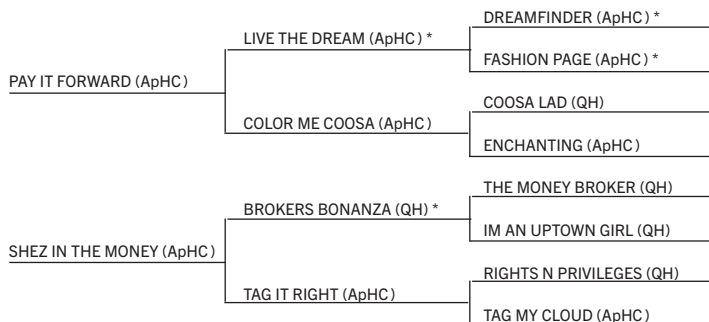 DREAMFINDER (ApHC) *
LIVE THE DREAM (ApHC) *
FASHION PAGE (ApHC) *
PAY IT FORWARD (ApHC)
COOSA LAD (QH)
COLOR ME COOSA (ApHC)
ENCHANTING (ApHC)
THE MONEY BROKER (QH)
BROKERS BONANZA (QH) *
IM AN UPTOWN GIRL (QH)
SHEZ IN THE MONEY (ApHC)
RIGHTS N PRIVILEGES (QH)
TAG IT RIGHT (ApHC)
TAG MY CLOUD (ApHC)